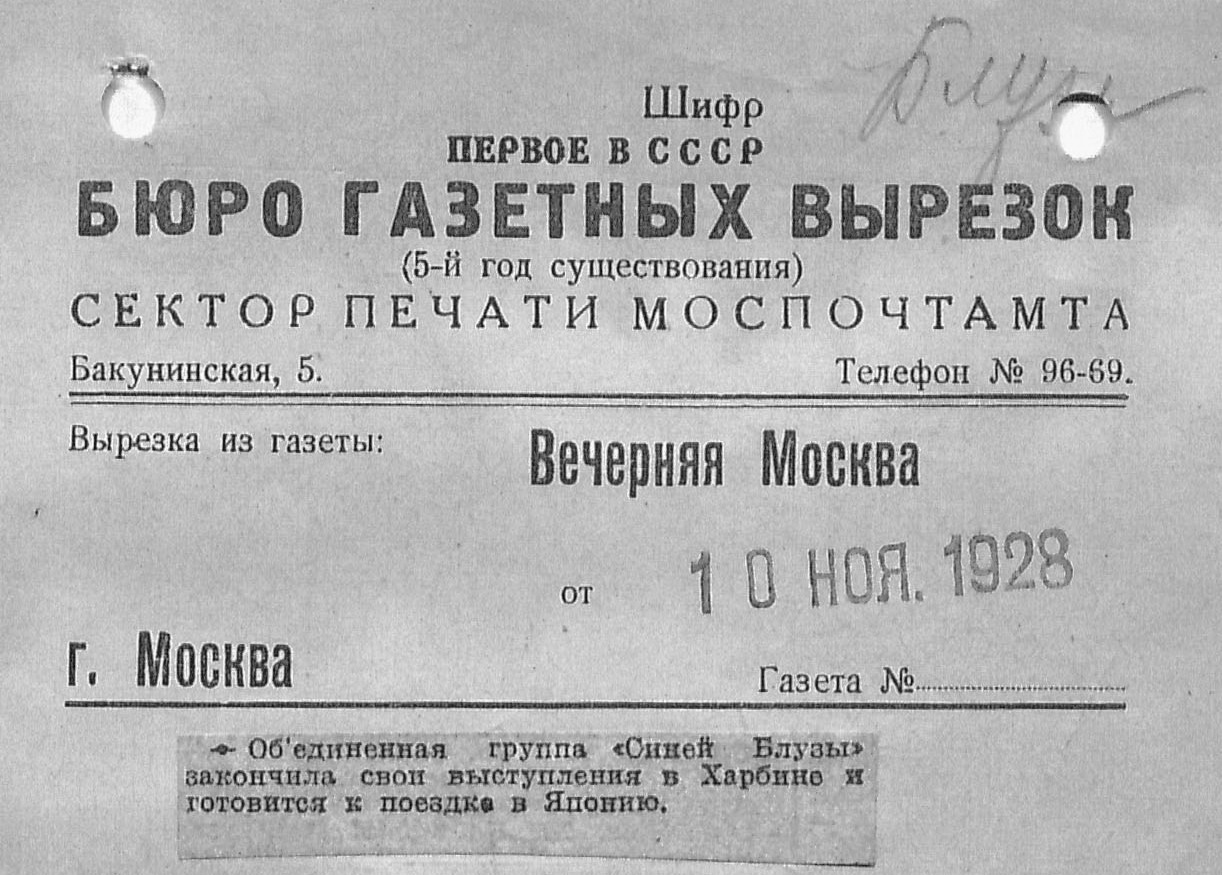 Блузы
Шифр
ПЕРВОЕ В СССР
БЮРО ГАЗЕТНЫХ ВЫРЕЗОК
(5-й год существования)
СЕКТОР ПЕЧАТИ МОСПОЧТАМТА
Бакунинская, 5. Телефон № 96-69.
Вырезка из газеты: Вечерняя Москва
от 10 НОЯ. 1928
г. Москва Газета №
Об'единенная группа «Синей Блузы»
закончила свои выступления в Харбине и
готовится к поездке в Японию.